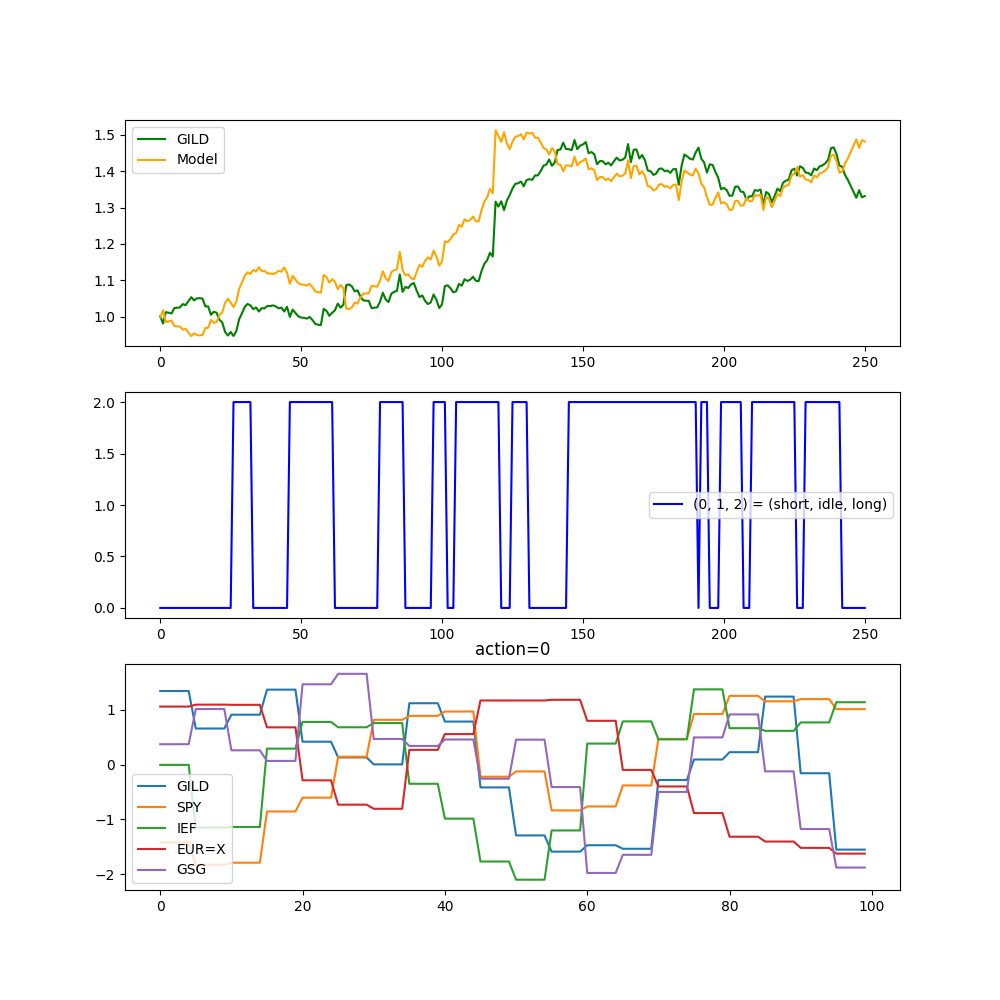 1.5
1.4
1.3
1.2
1.1
1.0
GILD
Model
0 50 100 150 200 250
2.0
1.5
1.0
0.5
0.0
(0, 1, 2) = (short, idle, long)
0 50 100 150 200 250
action=0
1
0
−1
−2
GILD
SPY
IEF
EUR=X
GSG
0 20 40 60 80 100